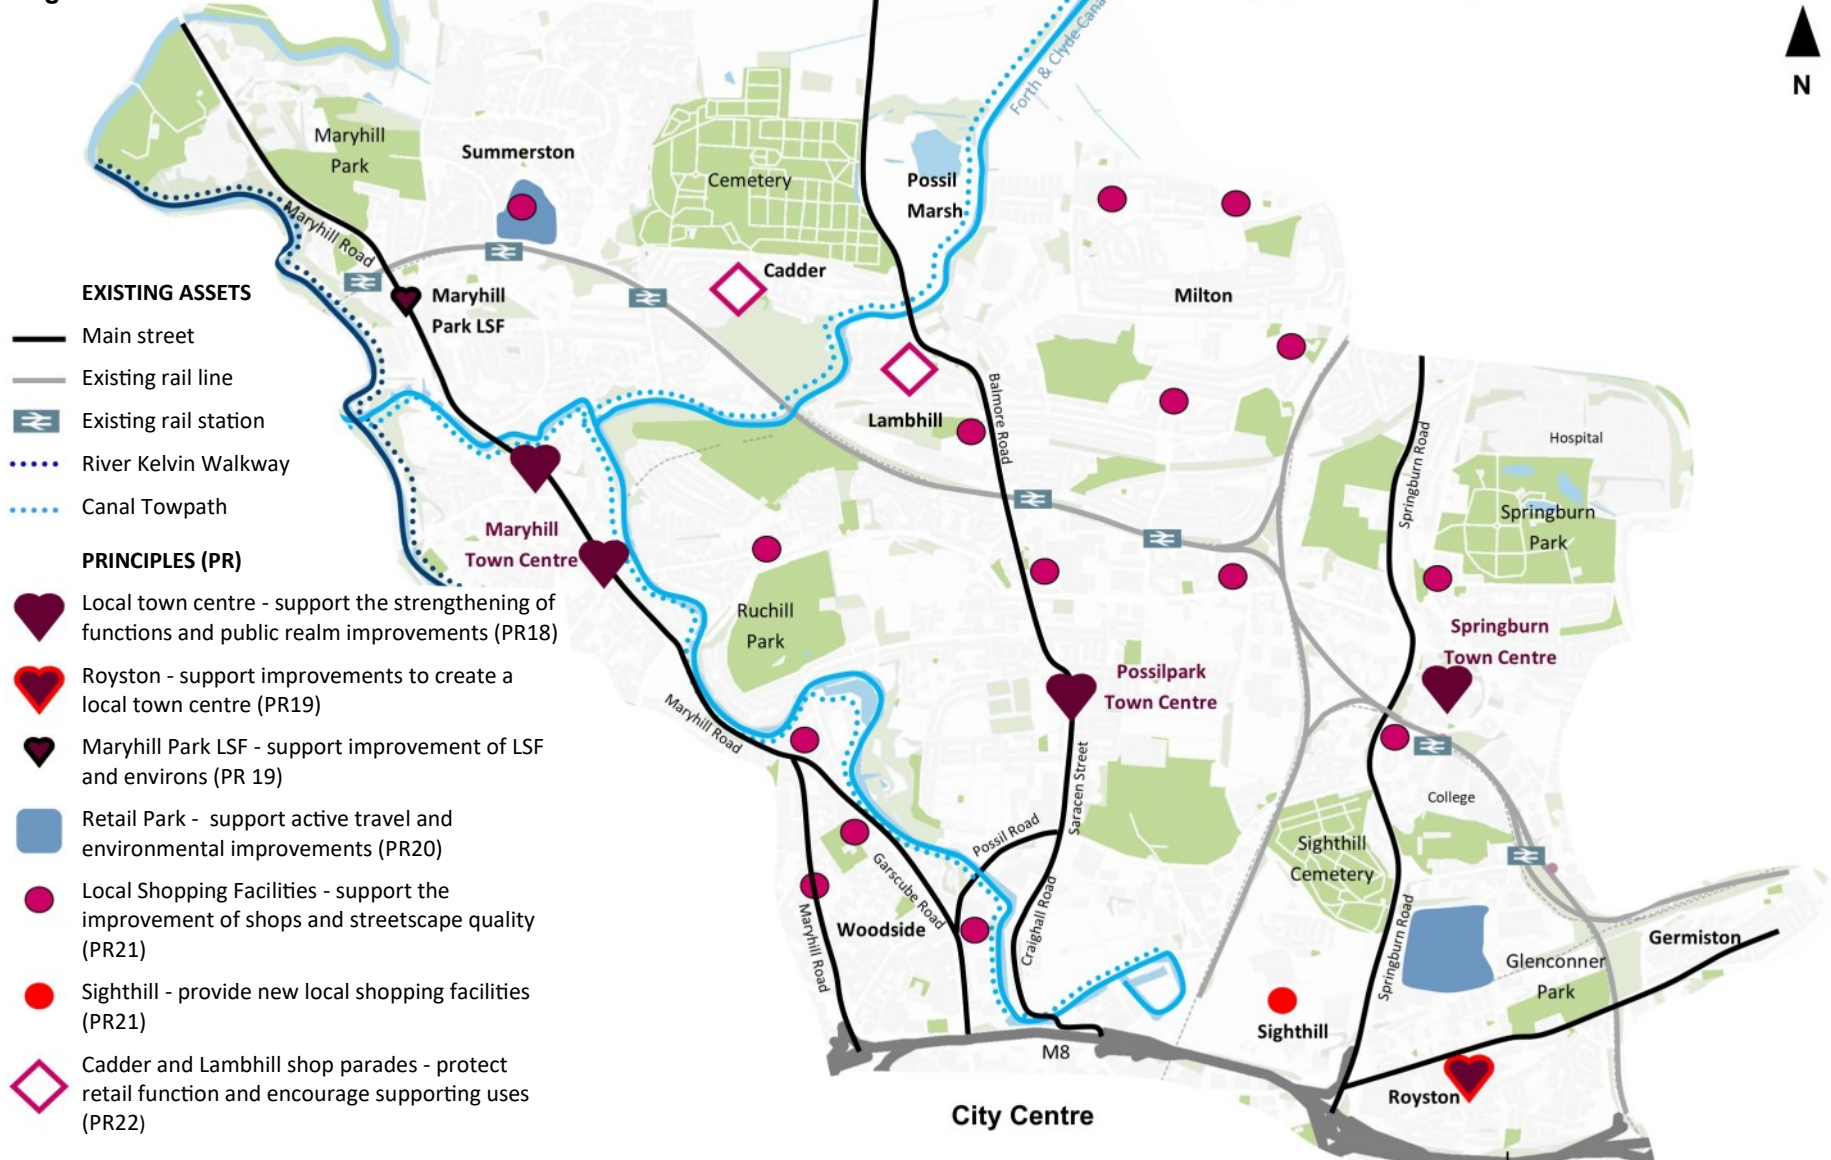 N
Forth & Clyde Canal
Maryhill
Park
Summerston
Cemetery
Possil
Marsh
Maryhill Road
Cadder
Maryhill
Park LSF
Milton
Balmore Road
Lambhill
Springburn Road
Hospital
Springburn
Park
Maryhill
Town Centre
Ruchill
Park
Springburn
Town Centre
Possilpark
Town Centre
Maryhill Road
Saracen Street
College
Possil Road
Sighthill
Cemetery
Garscube Road
Craighall Road
Maryhill Road
Woodside
Springburn Road
Germiston
Glenconner
Park
Sighthill
M8
Royston
City Centre
EXISTING ASSETS
Main street
Existing rail line
Existing rail station
River Kelvin Walkway
Canal Towpath
PRINCIPLES (PR)
Local town centre - support the strengthening of
functions and public realm improvements (PR18)
Royston - support improvements to create a
local town centre (PR19)
Maryhill Park LSF - support improvement of LSF
and environs (PR 19)
Retail Park - support active travel and
environmental improvements (PR20)
Local Shopping Facilities - support the
improvement of shops and streetscape quality
(PR21)
Sighthill - provide new local shopping facilities
(PR21)
Cadder and Lambhill shop parades - protect
retail function and encourage supporting uses
(PR22)